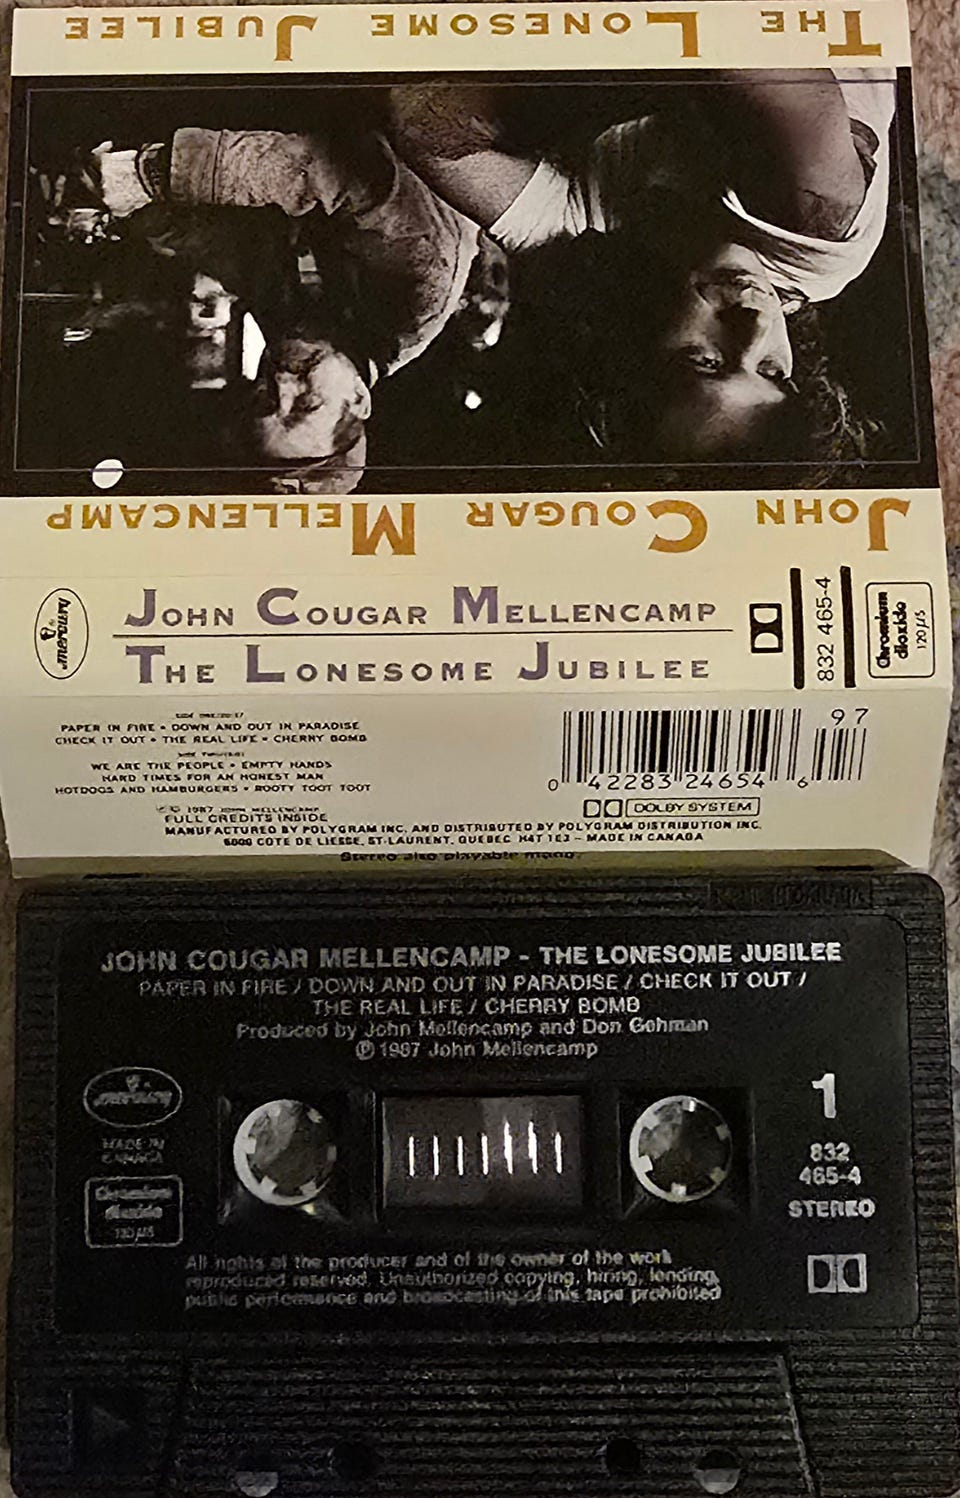 THE LONESOME JUBILEE
JOHN COUGAR MELLENCAMP
mercury
JOHN COUGAR MELLENCAMP
THE LONESOME JUBILEE
832 465-4
Chromium
dioxide
120 µs
PAPER IN FIRE • DOWN AND OUT IN PARADISE
CHECK IT OUT • THE REAL LIFE • CHERRY BOMB
WE ARE THE PEOPLE • EMPTY HANDS
HARD TIMES FOR AN HONEST MAN
HOTDOGS AND HAMBURGERS • ROOTY TOOT TOOT
97
0 42283 24654 6
℗ © 1987 JOHN MELLENCAMP
FULL CREDITS INSIDE
DOLBY SYSTEM
MANUFACTURED BY POLYGRAM INC. AND DISTRIBUTED BY POLYGRAM DISTRIBUTION INC.
6000 COTE DE LIESSE, ST-LAURENT, QUEBEC H4T 1E3 – MADE IN CANADA
Stereo also playable mono.
JOHN COUGAR MELLENCAMP - THE LONESOME JUBILEE
PAPER IN FIRE / DOWN AND OUT IN PARADISE / CHECK IT OUT /
THE REAL LIFE / CHERRY BOMB
Produced by John Mellencamp and Don Gehman
℗ 1987 John Mellencamp
mercury
MADE IN
CANADA
Chromium
dioxide
120 µs
1
832
465-4
STEREO
All rights of the producer and of the owner of the work
reproduced reserved. Unauthorized copying, hiring, lending,
public performance and broadcasting of this tape prohibited